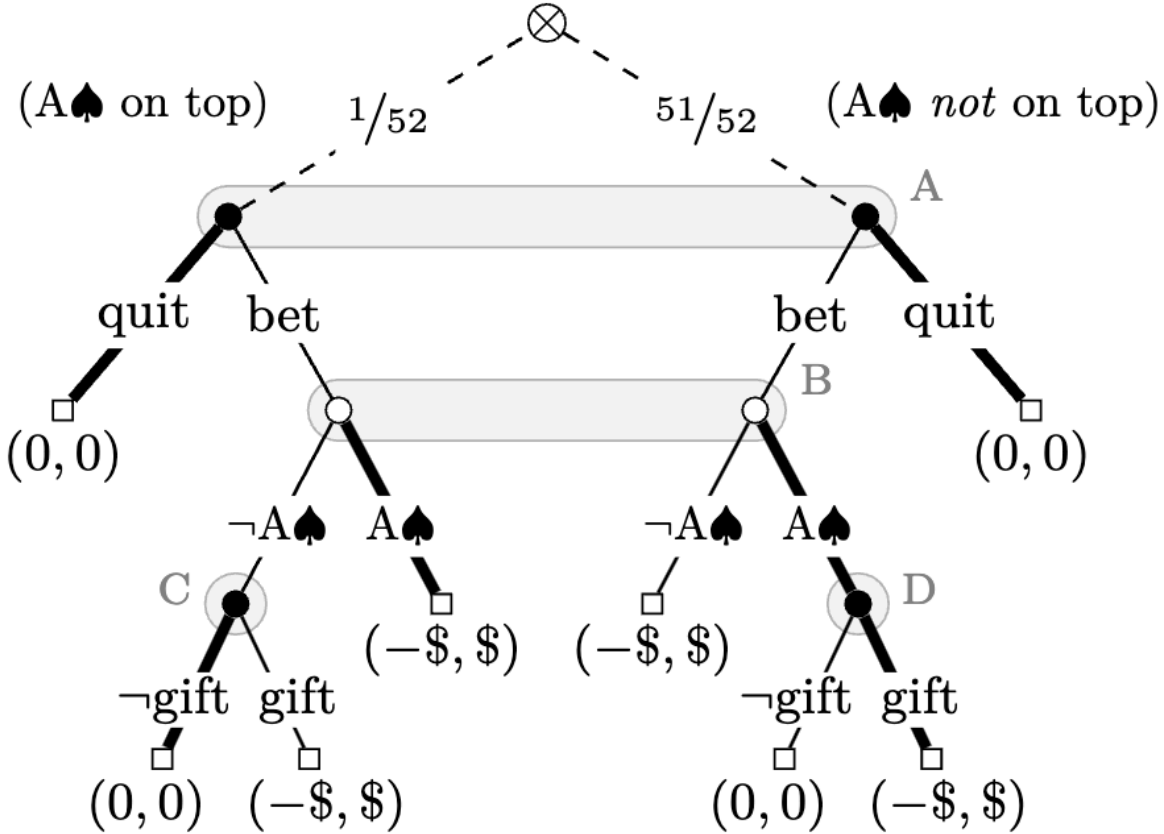 (A♠ on top) 1/52 51/52 (A♠ not on top)
A
quit bet bet quit
B
(0, 0) (0, 0)
¬A♠ A♠ ¬A♠ A♠
C D
(−$, $) (−$, $)
¬gift gift ¬gift gift
(0, 0) (−$, $) (0, 0) (−$, $)